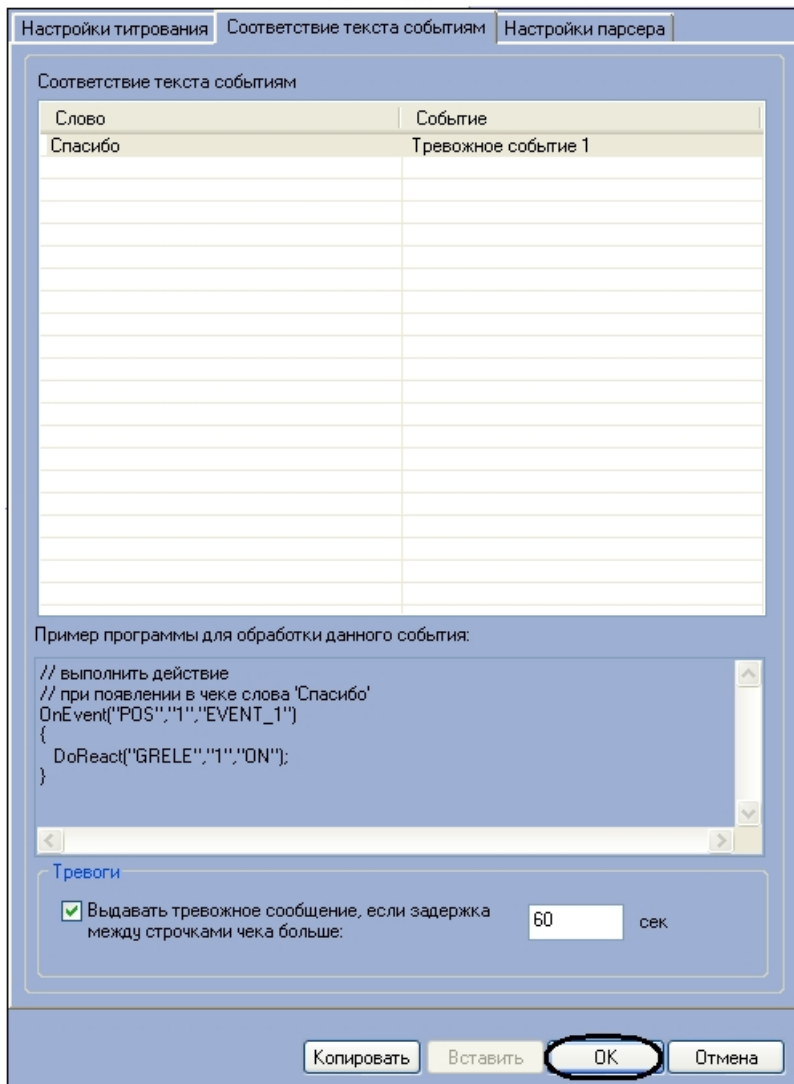 Настройки титрования Соответствие текста событиям Настройки парсера
Соответствие текста событиям
Слово Событие
Спасибо Тревожное событие 1
Пример программы для обработки данного события:
// выполнить действие
// при появлении в чеке слова 'Спасибо'
OnEvent("POS","1","EVENT_1")
{
DoReact("GRELE","1","ON");
}
Тревоги
Выдавать тревожное сообщение, если задержка
между строчками чека больше:
60 сек
Копировать Вставить OK Отмена